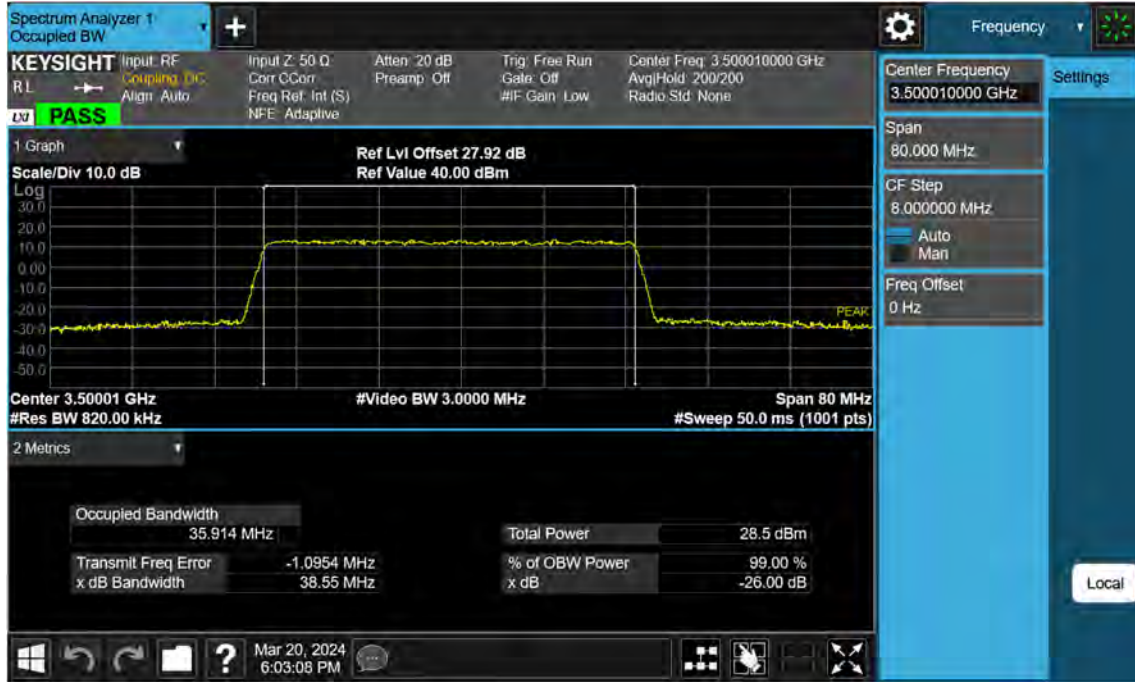 Spectrum Analyzer 1
Occupied BW
Frequency
KEYSIGHT
RL
LXI PASS
Input: RF
Coupling: DC
Align: Auto
Input Z: 50 Ω
Corr CCorr
Freq Ref: Int (S)
NFE: Adaptive
Atten: 20 dB
Preamp: Off
Trig: Free Run
Gate: Off
#IF Gain: Low
Center Freq: 3.500010000 GHz
Avg|Hold: 200/200
Radio Std: None
Center Frequency
3.500010000 GHz
Settings
Span
80.000 MHz
CF Step
8.000000 MHz
Auto
Man
Freq Offset
0 Hz
1 Graph
Scale/Div 10.0 dB
Ref Lvl Offset 27.92 dB
Ref Value 40.00 dBm
Log
30.0
20.0
10.0
0.00
-10.0
-20.0
-30.0
-40.0
-50.0
PEAK
Center 3.50001 GHz
#Res BW 820.00 kHz
#Video BW 3.0000 MHz
Span 80 MHz
#Sweep 50.0 ms (1001 pts)
2 Metrics
Occupied Bandwidth
35.914 MHz
Total Power 28.5 dBm
Transmit Freq Error -1.0954 MHz
% of OBW Power 99.00 %
x dB Bandwidth 38.55 MHz
x dB -26.00 dB
Local
?
Mar 20, 2024
6:03:08 PM